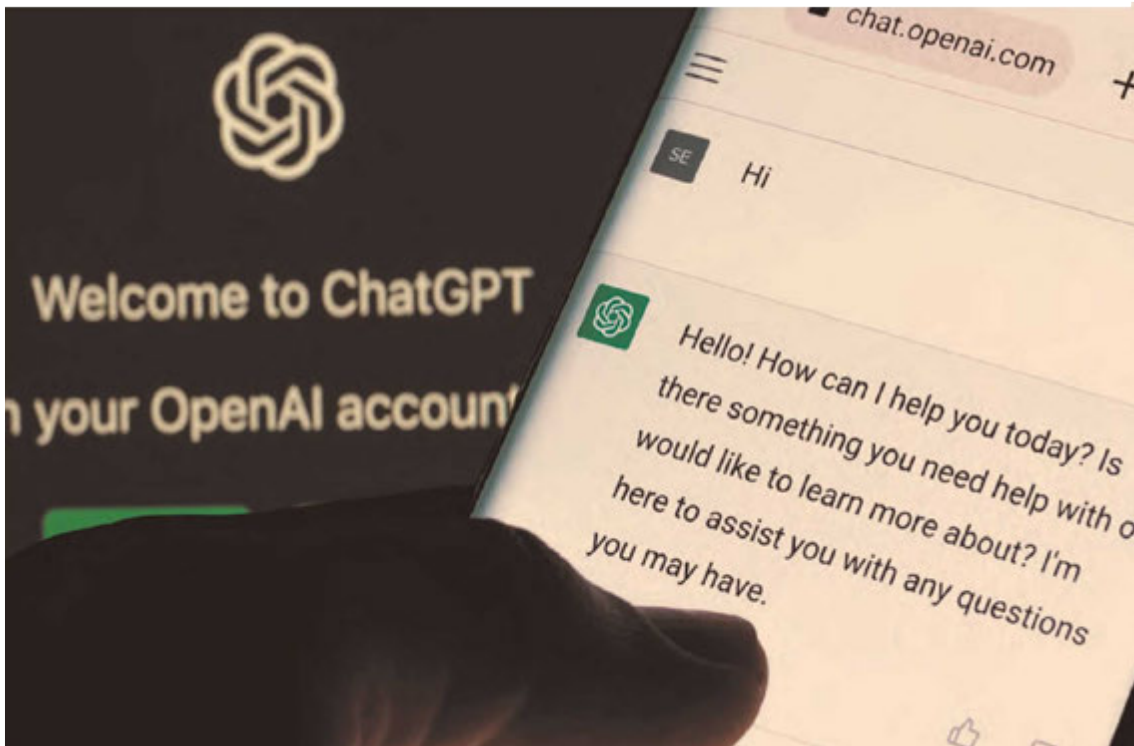 Welcome to ChatGPT
your OpenAI account
chat.openai.com
+
SE
Hi
Hello! How can I help you today? Is
there something you need help with
would like to learn more about? I'm
here to assist you with any questions
you may have.